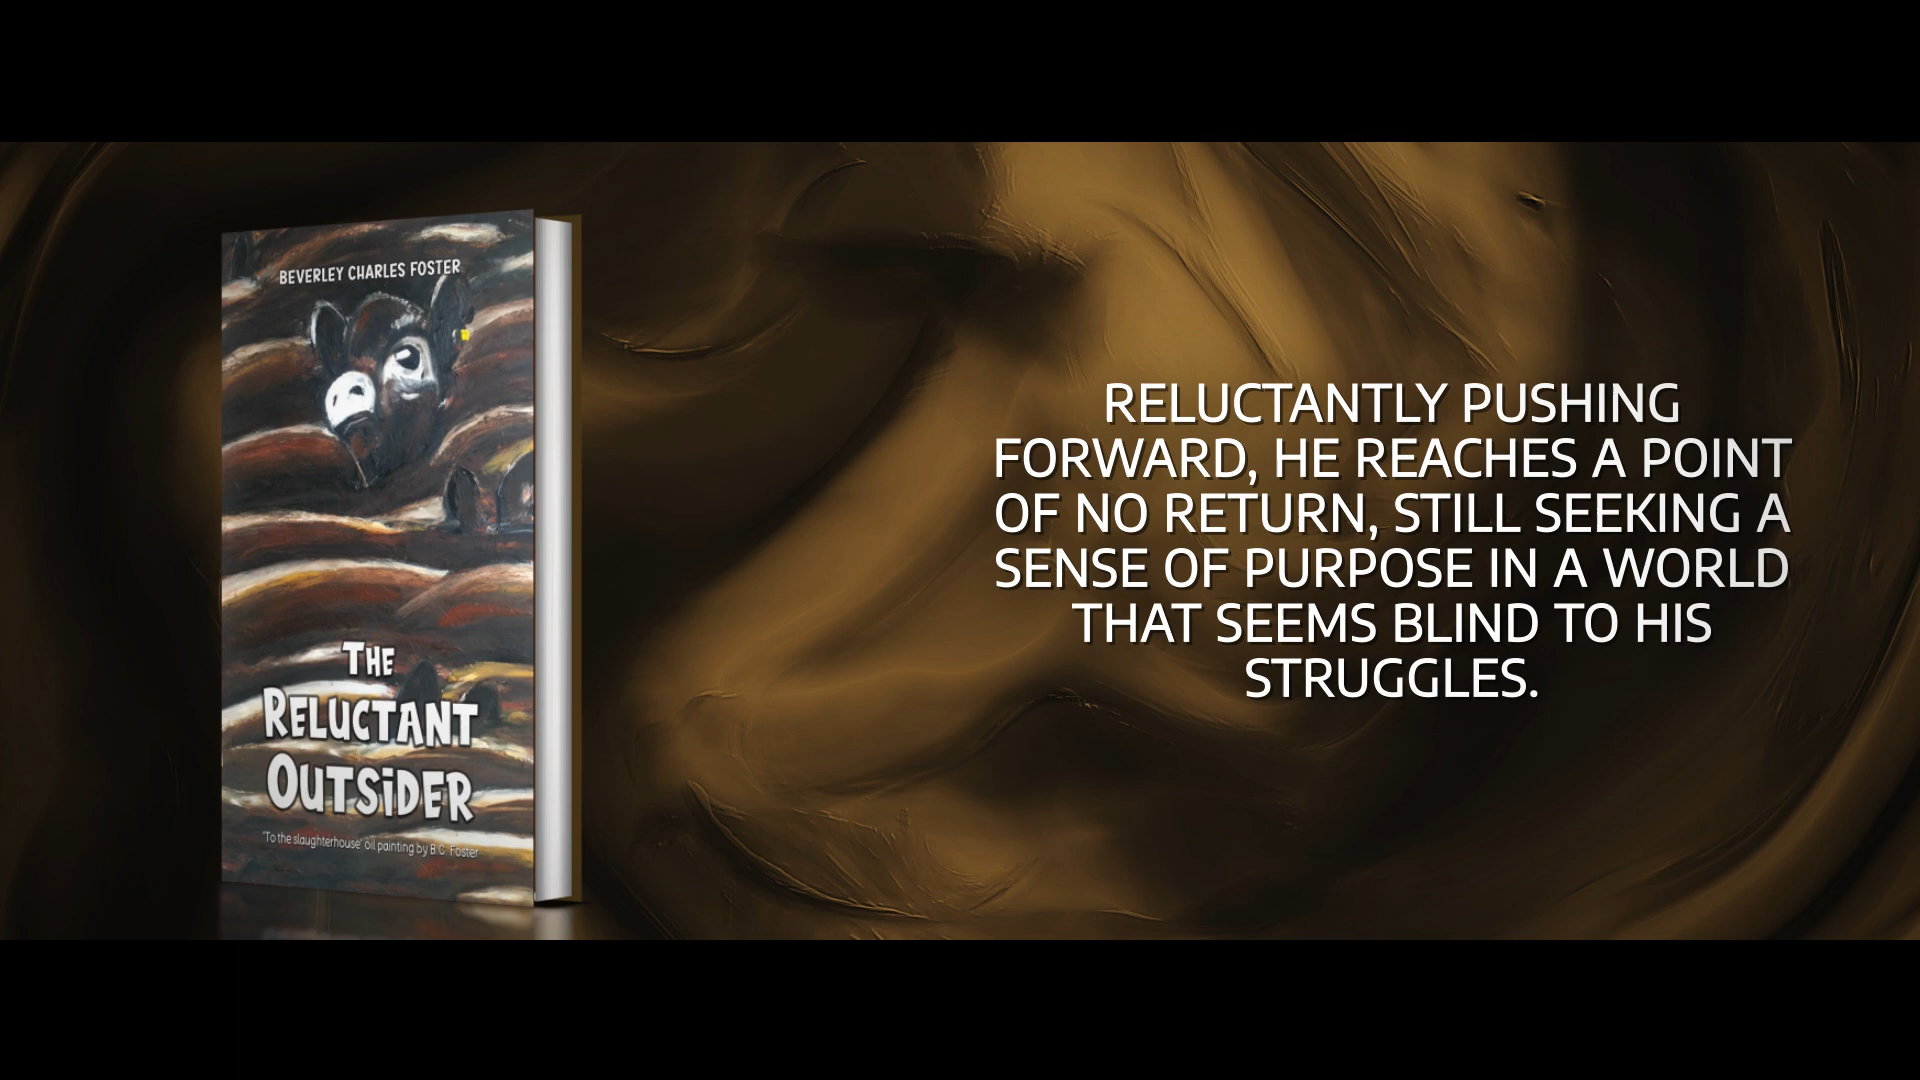 BEVERLEY CHARLES FOSTER
THE
RELUCTANT
OUTSiDER
"To the slaughterhouse" oil painting by B.C. Foster
RELUCTANTLY PUSHING
FORWARD, HE REACHES A POINT
OF NO RETURN, STILL SEEKING A
SENSE OF PURPOSE IN A WORLD
THAT SEEMS BLIND TO HIS
STRUGGLES.